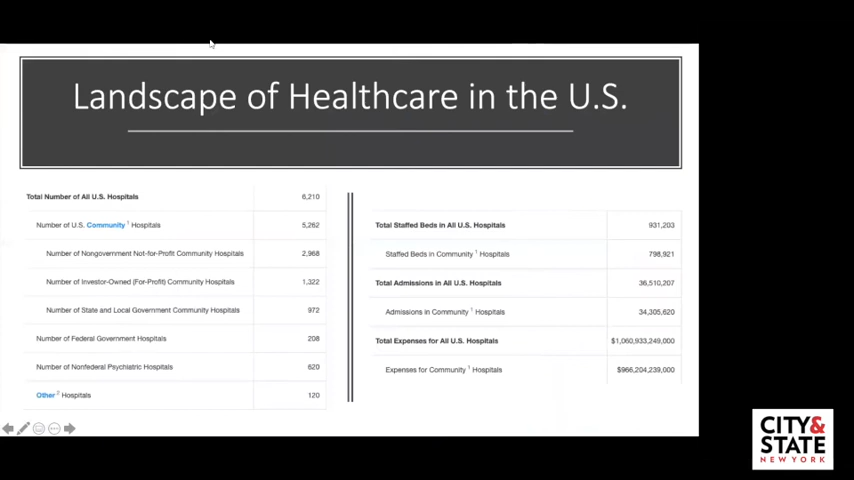 Landscape of Healthcare in the U.S.
Total Number of All U.S. Hospitals 6,210
Number of U.S. Community 1 Hospitals 5,262
Number of Nongovernment Not-for-Profit Community Hospitals 2,968
Number of Investor-Owned (For-Profit) Community Hospitals 1,322
Number of State and Local Government Community Hospitals 972
Number of Federal Government Hospitals 208
Number of Nonfederal Psychiatric Hospitals 620
Other 2 Hospitals 120
Total Staffed Beds in All U.S. Hospitals 931,203
Staffed Beds in Community 1 Hospitals 798,921
Total Admissions in All U.S. Hospitals 36,510,207
Admissions in Community 1 Hospitals 34,305,620
Total Expenses for All U.S. Hospitals $1,060,933,249,000
Expenses for Community 1 Hospitals $966,204,239,000
CITY&
STATE
NEW YORK